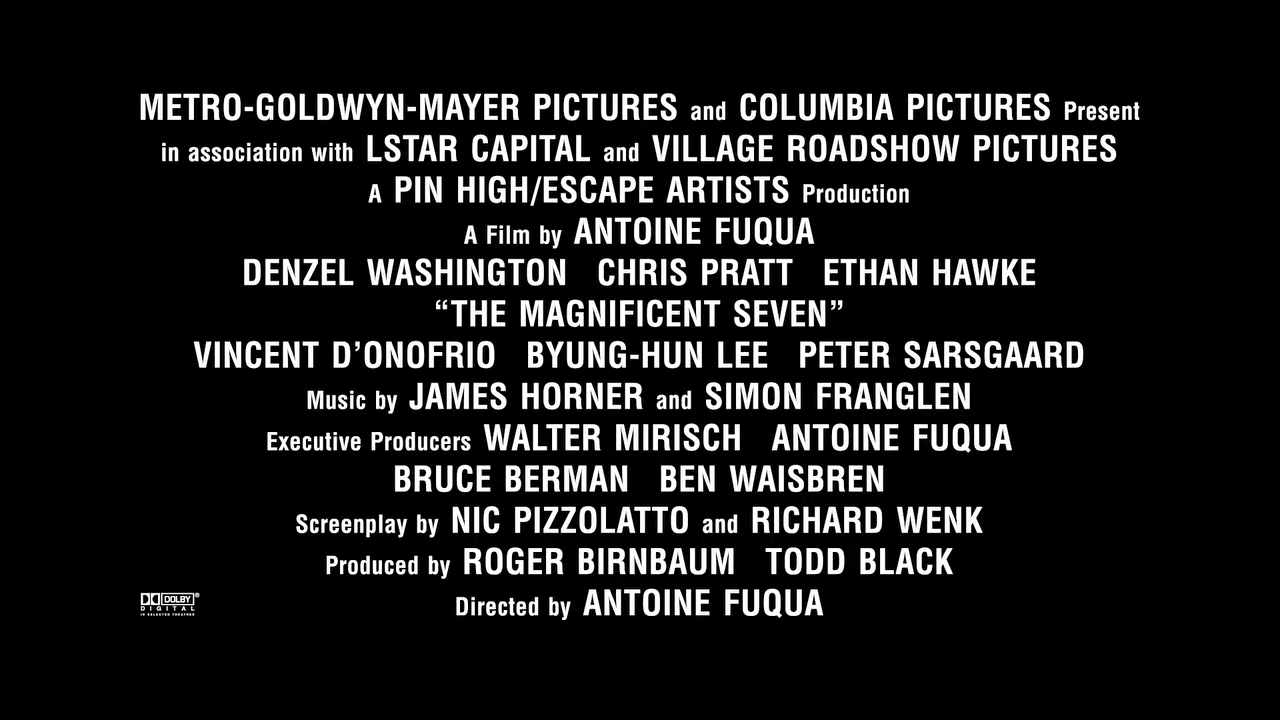 METRO-GOLDWYN-MAYER PICTURES and COLUMBIA PICTURES Present
in association with LSTAR CAPITAL and VILLAGE ROADSHOW PICTURES
A PIN HIGH/ESCAPE ARTISTS Production
A Film by ANTOINE FUQUA
DENZEL WASHINGTON CHRIS PRATT ETHAN HAWKE
“THE MAGNIFICENT SEVEN”
VINCENT D’ONOFRIO BYUNG-HUN LEE PETER SARSGAARD
Music by JAMES HORNER and SIMON FRANGLEN
Executive Producers WALTER MIRISCH ANTOINE FUQUA
BRUCE BERMAN BEN WAISBREN
Screenplay by NIC PIZZOLATTO and RICHARD WENK
Produced by ROGER BIRNBAUM TODD BLACK
Directed by ANTOINE FUQUA
DOLBY®
DIGITAL
IN SELECTED THEATRES